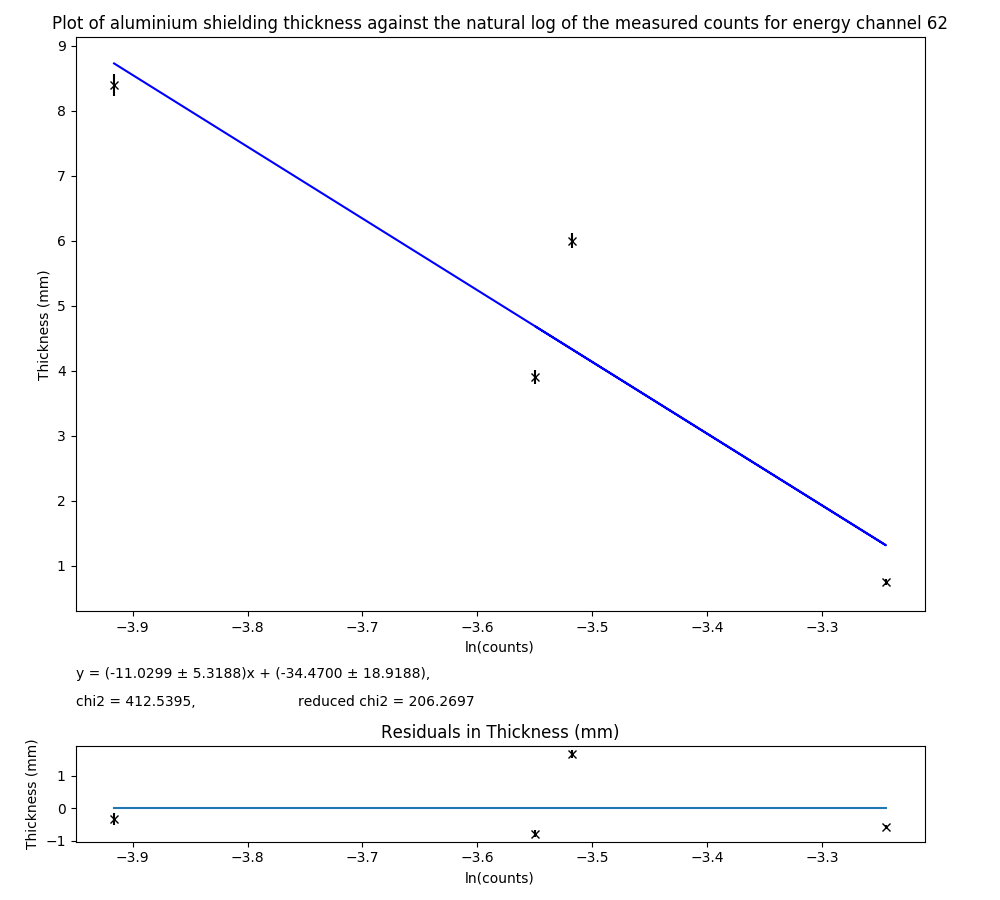 Plot of aluminium shielding thickness against the natural log of the measured counts for energy channel 62
9
8
7
6
5
4
3
2
1
Thickness (mm)
−3.9 −3.8 −3.7 −3.6 −3.5 −3.4 −3.3
ln(counts)
y = (-11.0299 ± 5.3188)x + (-34.4700 ± 18.9188),
chi2 = 412.5395, reduced chi2 = 206.2697
Residuals in Thickness (mm)
1
0
−1
Thickness (mm)
−3.9 −3.8 −3.7 −3.6 −3.5 −3.4 −3.3
ln(counts)